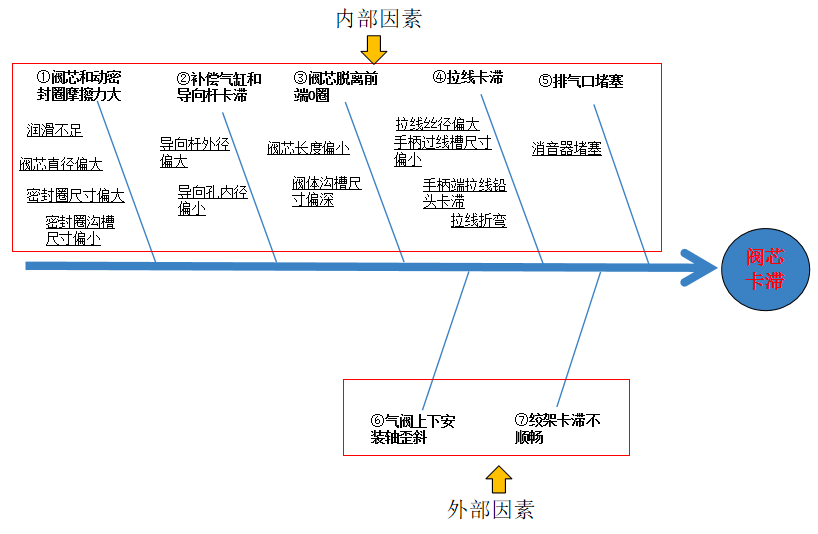 内部因素
①阀芯和动密
封圈摩擦力大
润滑不足
阀芯直径偏大
密封圈尺寸偏大
密封圈沟槽
尺寸偏小
②补偿气缸和
导向杆卡滞
导向杆外径
偏大
导向孔内径
偏小
③阀芯脱离前
端0圈
阀芯长度偏小
阀体沟槽尺
寸偏深
④拉线卡滞
拉线丝径偏大
手柄过线槽尺寸
偏小
手柄端拉线铅
头卡滞
拉线折弯
⑤排气口堵塞
消音器堵塞
阀芯
卡滞
⑥气阀上下安
装轴歪斜
⑦绞架卡滞不
顺畅
外部因素